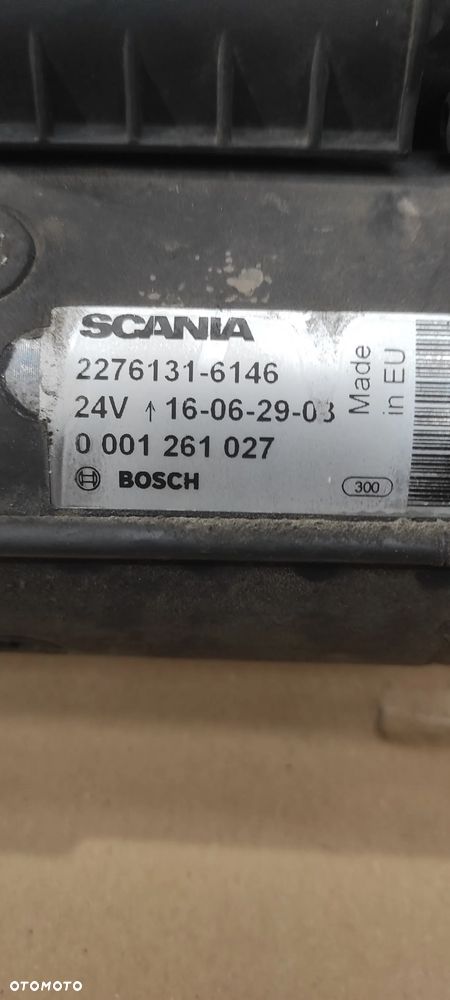 SCANIA
2276131-6146
24V ↑ 16-06-29-03
0 001 261 027
BOSCH
300
Made
in EU
OTOMOTO